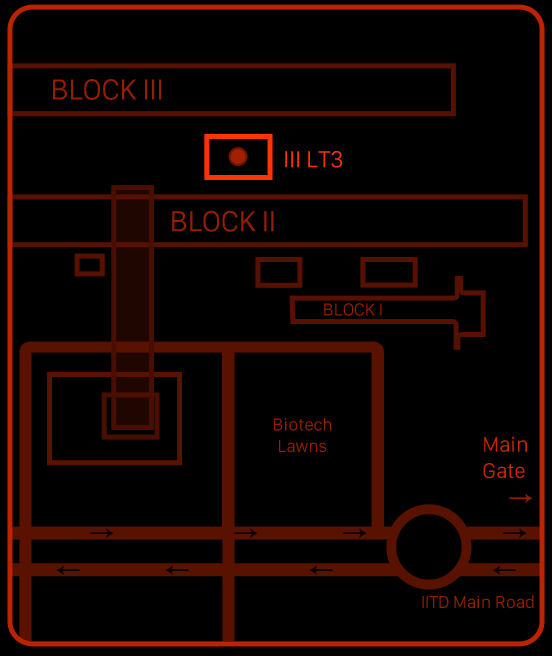 BLOCK III
III LT3
BLOCK II
BLOCK I
Biotech
Lawns
Main
Gate
IITD Main Road